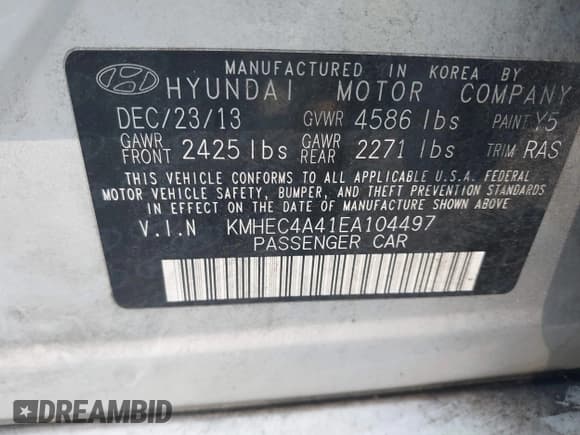 MANUFACTURED IN KOREA BY
HYUNDAI MOTOR COMPANY
DEC/23/13 GVWR 4586 lbs PAINT Y5
GAWR FRONT 2425 lbs GAWR REAR 2271 lbs TRIM RAS
THIS VEHICLE CONFORMS TO ALL APPLICABLE U.S.A. FEDERAL
MOTOR VEHICLE SAFETY, BUMPER, AND THEFT PREVENTION STANDARDS
IN EFFECT ON THE DATE OF MANUFACTURE SHOWN ABOVE
V.I.N KMHEC4A41EA104497
PASSENGER CAR
DREAMBID